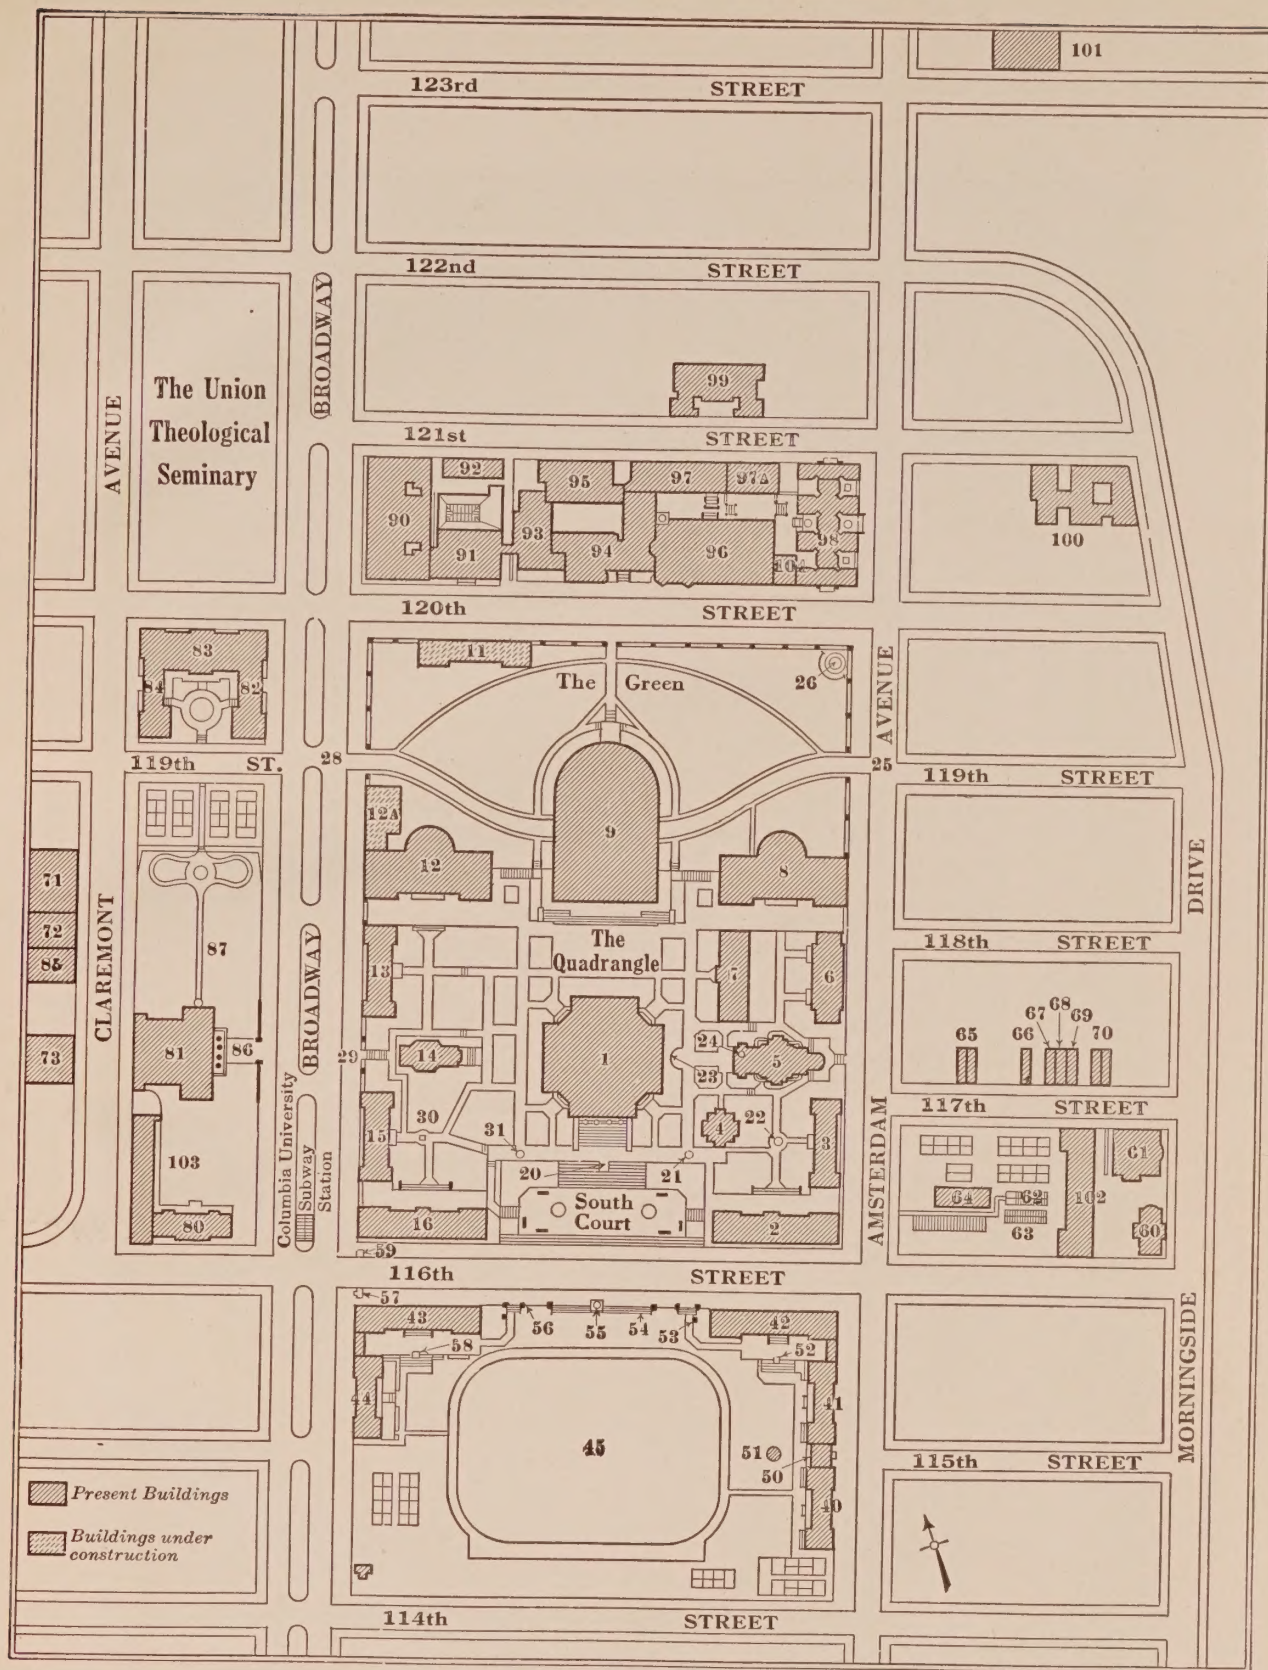 101
123rd STREET
122nd STREET
BROADWAY
The Union
Theological
Seminary
AVENUE
99
121st STREET
92
95
97
97A
90
93
98
91
94
96
104
100
120th STREET
83
84
82
11
The Green
26
AVENUE
119th ST.
28
25
119th STREET
12A
9
12
8
71
72
85
73
CLAREMONT
87
BROADWAY
DRIVE
118th STREET
The
Quadrangle
13
7
6
68
67
69
65
66
70
81
86
29
14
1
24
5
23
117th STREET
30
15
31
4
22
3
61
103
20
21
80
16
South
Court
2
64
62
102
63
60
Columbia University
Subway
Station
AMSTERDAM
59
116th STREET
57
43
56
55
54
53
42
58
52
44
41
MORNINGSIDE
45
51
50
115th STREET
40
Present Buildings
Buildings under
construction
114th STREET